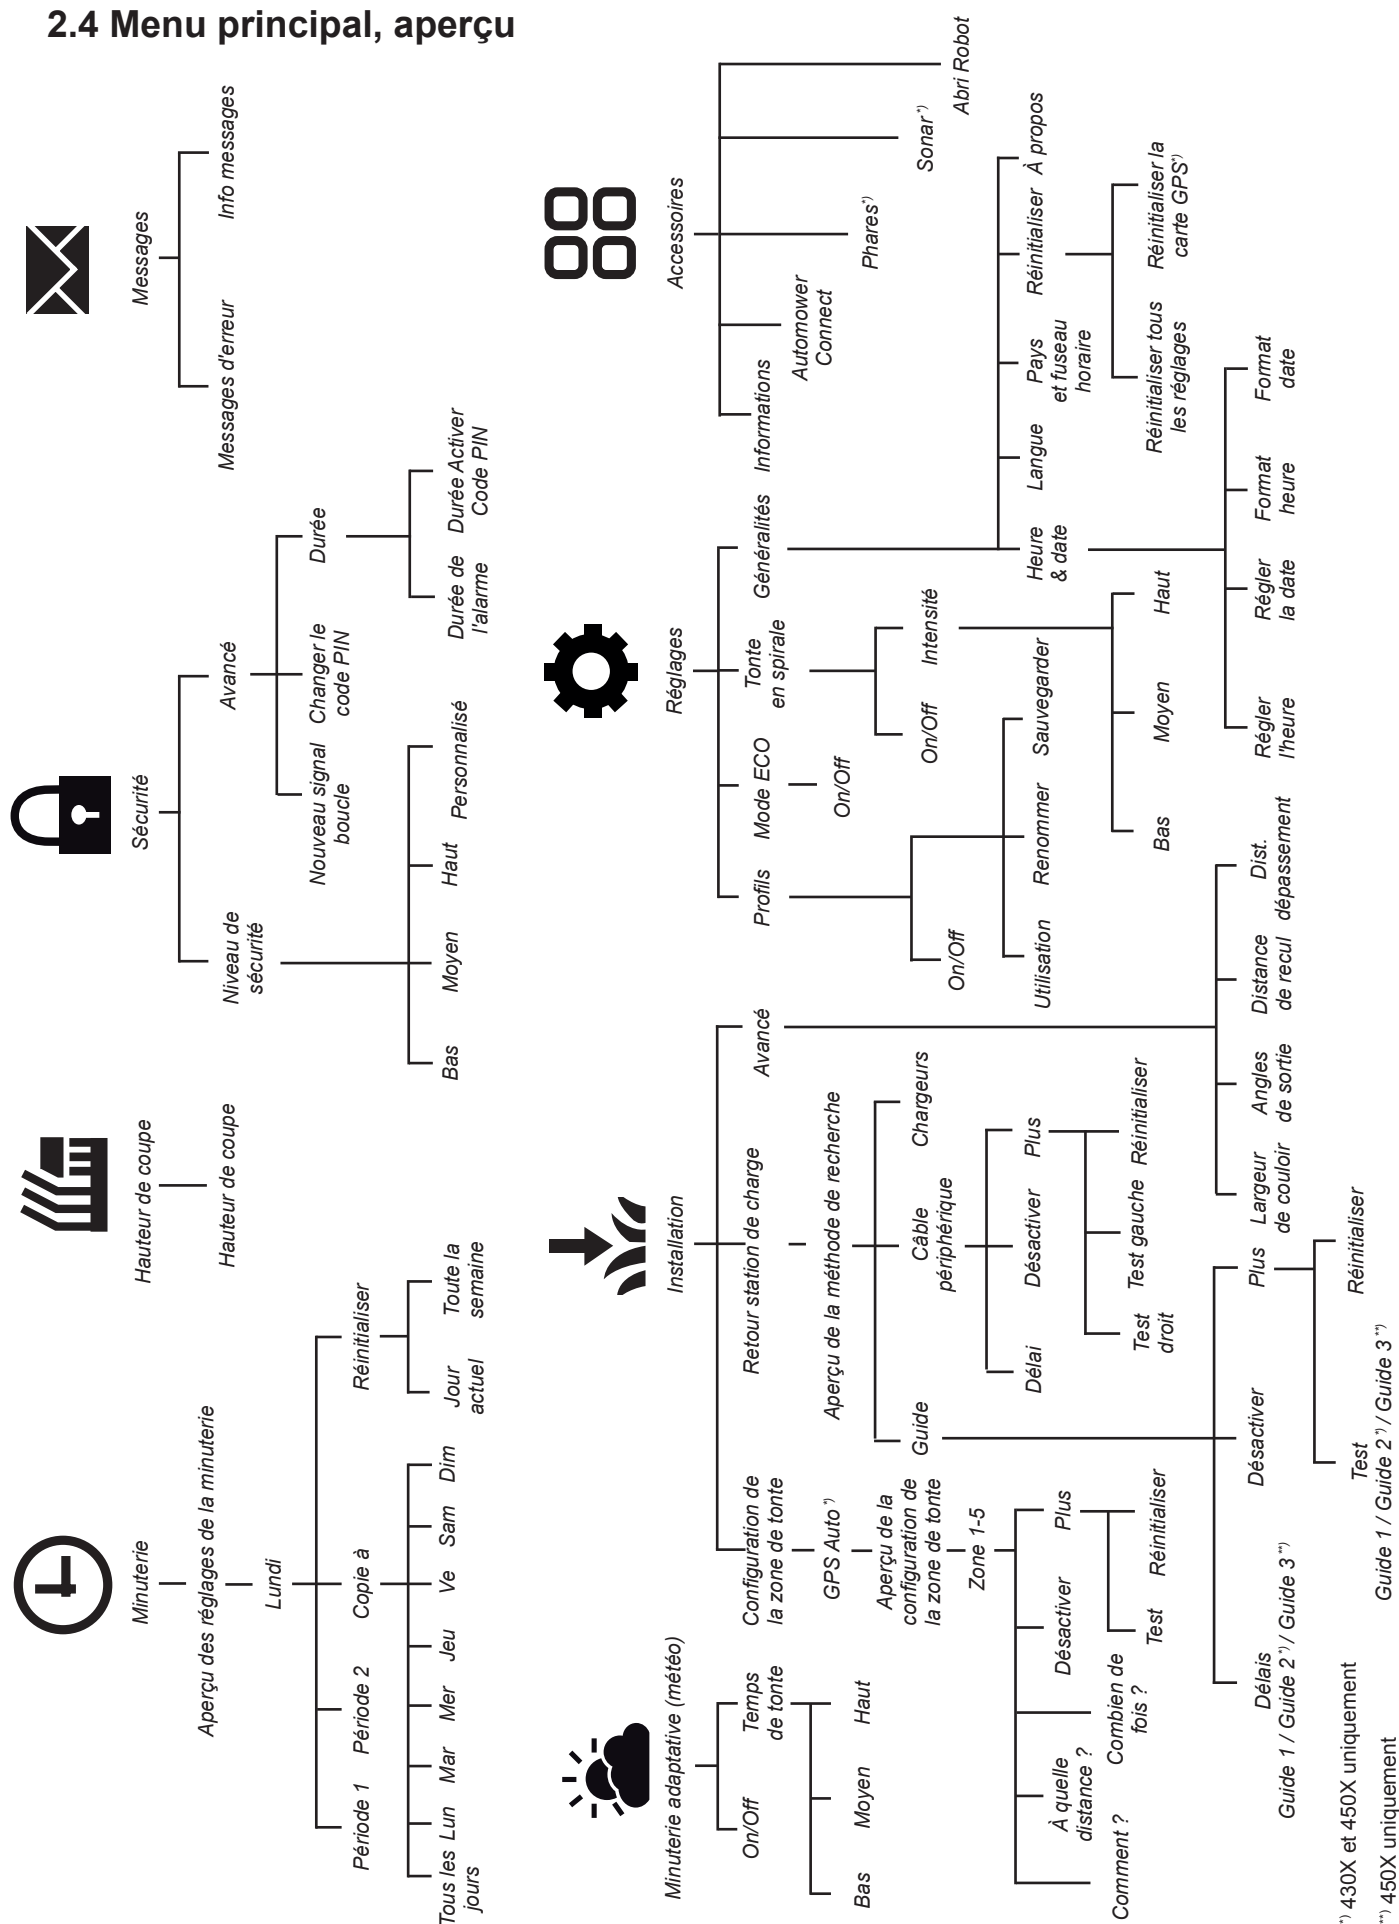 2.4 Menu principal, aperçu
Minuterie
Aperçu des réglages de la minuterie
Lundi
Période 1
Période 2
Copie à
Réinitialiser
Tous les
jours
Lun
Mar
Mer
Jeu
Ve
Sam
Dim
Jour
actuel
Toute la
semaine
Hauteur de coupe
Hauteur de coupe
Sécurité
Niveau de
sécurité
Avancé
Nouveau signal
boucle
Changer le
code PIN
Durée
Bas
Moyen
Haut
Personnalisé
Durée de
l'alarme
Durée Activer
Code PIN
Messages
Messages d'erreur
Info messages
Minuterie adaptative (météo)
On/Off
Temps
de tonte
Bas
Moyen
Haut
Installation
Configuration de
la zone de tonte
Retour station de charge
Avancé
GPS Auto*)
Aperçu de la
configuration de
la zone de tonte
Zone 1-5
Comment ?
À quelle
distance ?
Combien de
fois ?
Désactiver
Plus
Test
Réinitialiser
Aperçu de la méthode de recherche
Guide
Câble
périphérique
Chargeurs
Délai
Désactiver
Plus
Test
droit
Test gauche
Réinitialiser
Délais
Guide 1 / Guide 2*) / Guide 3**)
Désactiver
Plus
Test
Guide 1 / Guide 2*) / Guide 3**)
Réinitialiser
Largeur
de couloir
Angles
de sortie
Distance
de recul
Dist.
dépassement
Réglages
Profils
Mode ECO
Tonte
en spirale
Généralités
On/Off
Utilisation
Renommer
Sauvegarder
On/Off
On/Off
Intensité
Bas
Moyen
Haut
Heure
& date
Langue
Pays
et fuseau
horaire
Réinitialiser
À propos
Réinitialiser tous
les réglages
Réinitialiser la
carte GPS*)
Régler
l'heure
Régler
la date
Format
heure
Format
date
Accessoires
Informations
Automower
Connect
Phares*)
Sonar*)
Abri Robot
*) 430X et 450X uniquement
**) 450X uniquement